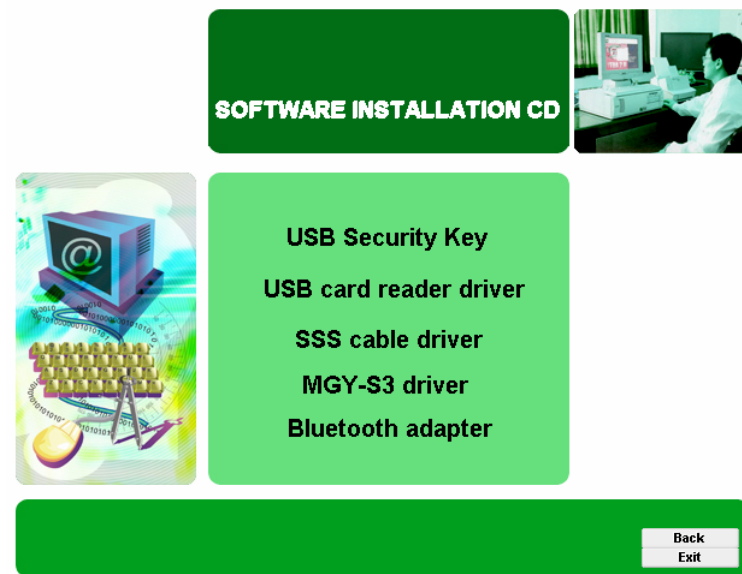 SOFTWARE INSTALLATION CD
USB Security Key
USB card reader driver
SSS cable driver
MGY-S3 driver
Bluetooth adapter
Back
Exit